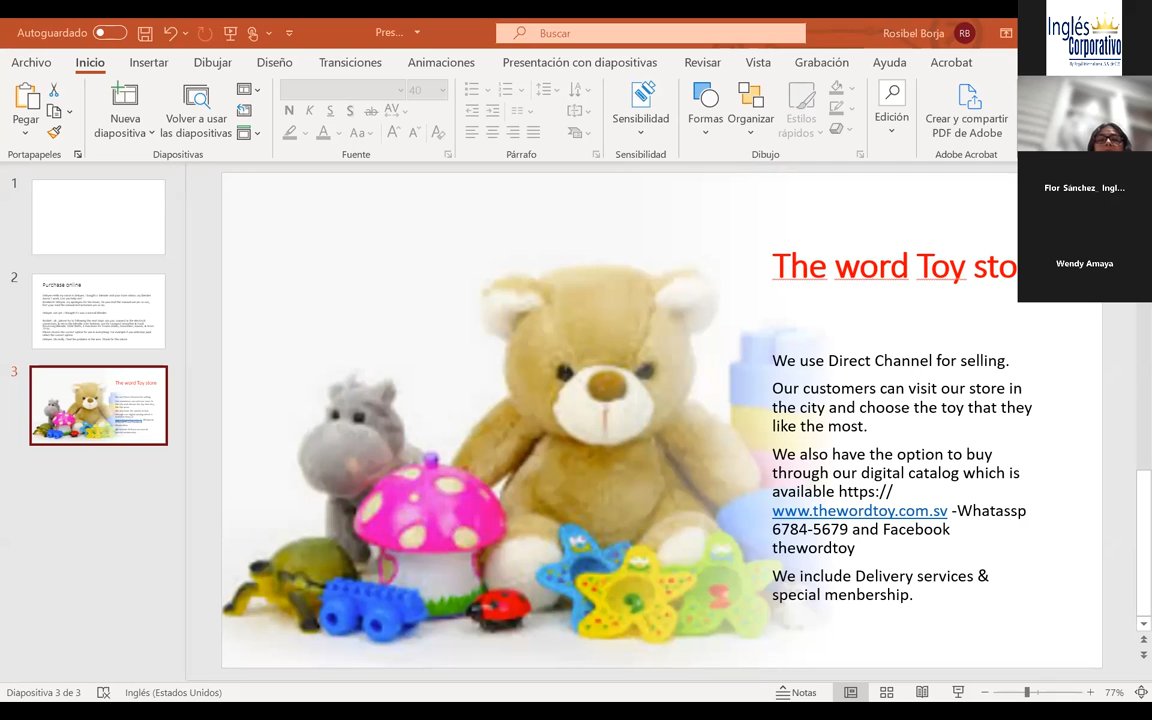 Autoguardado
Pres...
Buscar
Rosibel Borja
RB
Archivo
Inicio
Insertar
Dibujar
Diseño
Transiciones
Animaciones
Presentación con diapositivas
Revisar
Vista
Grabación
Ayuda
Acrobat
Pegar
Nueva
diapositiva
Volver a usar
las diapositivas
40
N K S S ab AV
A Aa A A A
Sensibilidad
Formas
Organizar
Estilos
rápidos
Edición
Crear y compartir
PDF de Adobe
Portapapeles
Diapositivas
Fuente
Párrafo
Sensibilidad
Dibujo
Adobe Acrobat
Inglés
Corporativo
Flor Sánchez_ Ingl...
Wendy Amaya
1
2
Purchase online
3
The word Toy store
The word Toy sto
We use Direct Channel for selling.
Our customers can visit our store in
the city and choose the toy that they
like the most.
We also have the option to buy
through our digital catalog which is
available https://
www.thewordtoy.com.sv -Whatassp
6784-5679 and Facebook
thewordtoy
We include Delivery services &
special menbership.
Diapositiva 3 de 3
Inglés (Estados Unidos)
Notas
77%